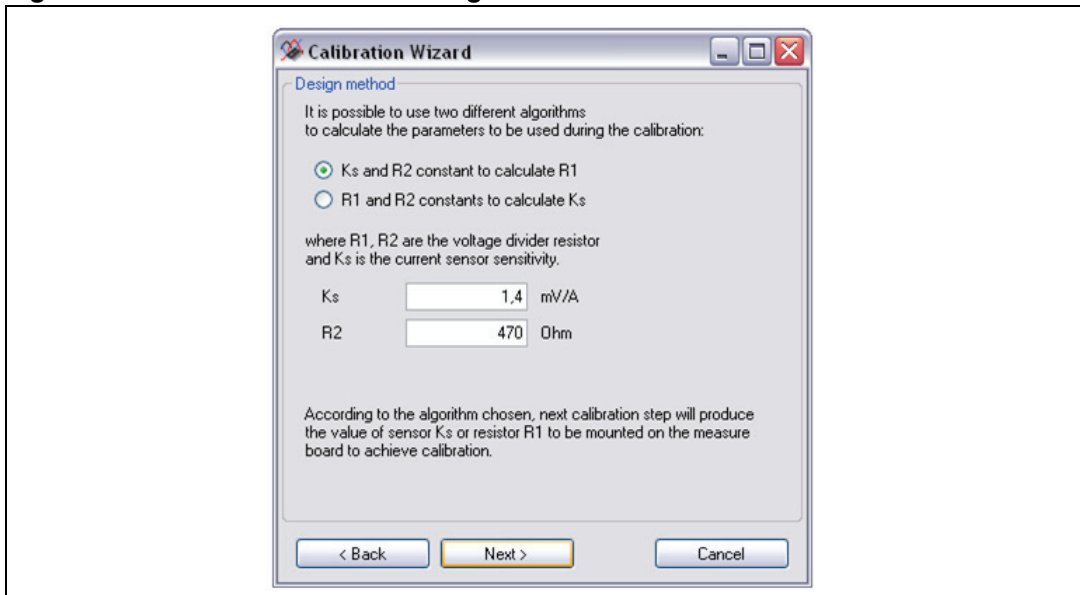 Calibration Wizard
Design method
It is possible to use two different algorithms
to calculate the parameters to be used during the calibration:
Ks and R2 constant to calculate R1
R1 and R2 constants to calculate Ks
where R1, R2 are the voltage divider resistor
and Ks is the current sensor sensitivity.
Ks 1,4 mV/A
R2 470 Ohm
According to the algorithm chosen, next calibration step will produce
the value of sensor Ks or resistor R1 to be mounted on the measure
board to achieve calibration.
< Back Next > Cancel